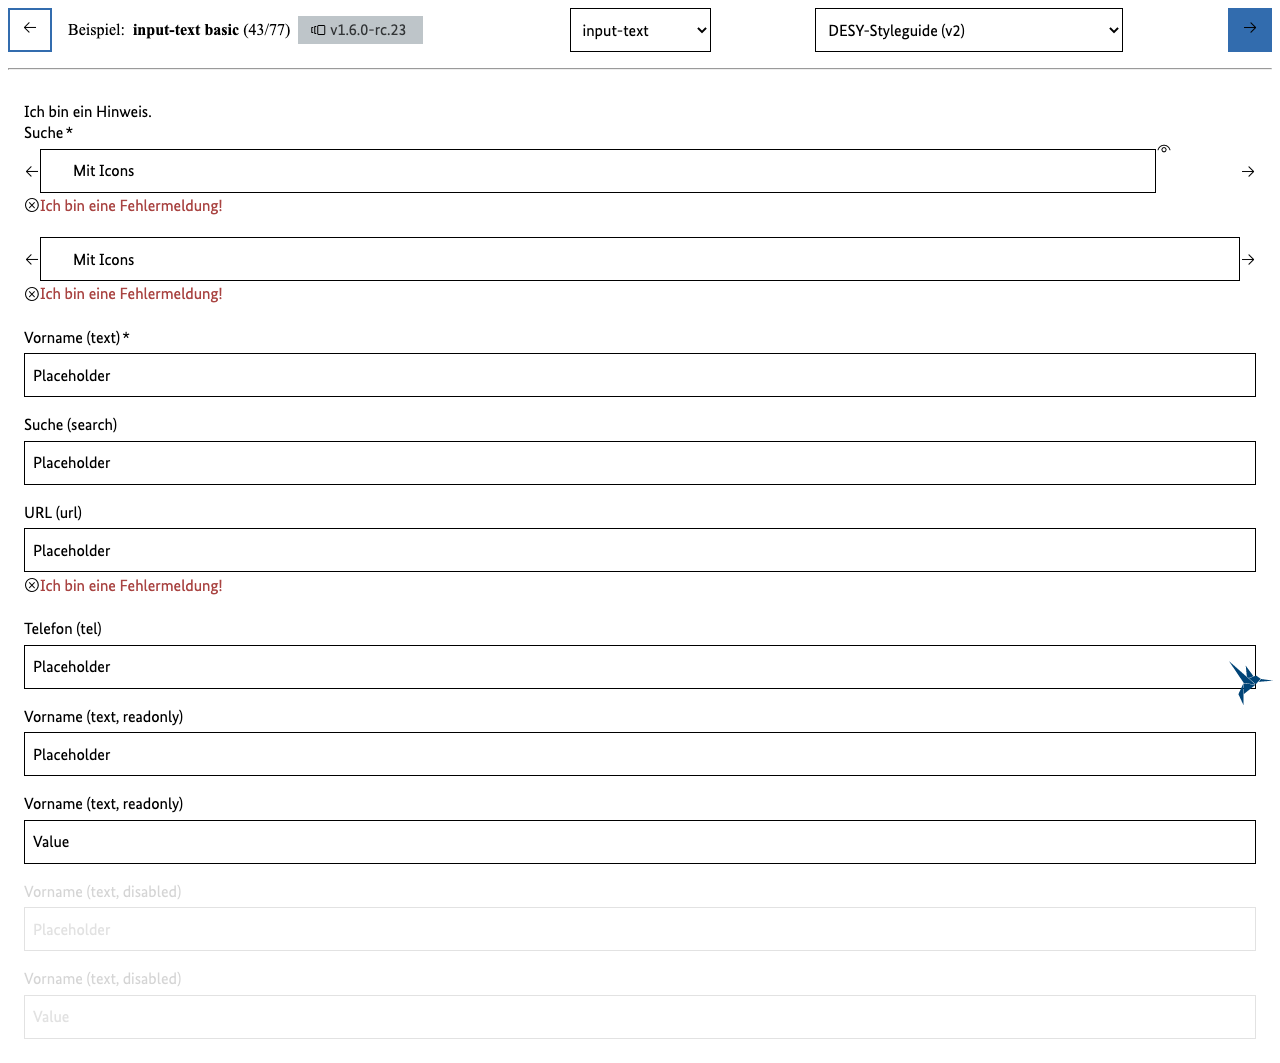 Beispiel: input-text basic (43/77) v1.6.0-rc.23 input-text DESY-Styleguide (v2)
Ich bin ein Hinweis.
Suche*
Mit Icons
Ich bin eine Fehlermeldung!
Mit Icons
Ich bin eine Fehlermeldung!
Vorname (text)*
Placeholder
Suche (search)
Placeholder
URL (url)
Placeholder
Ich bin eine Fehlermeldung!
Telefon (tel)
Placeholder
Vorname (text, readonly)
Placeholder
Vorname (text, readonly)
Value
Vorname (text, disabled)
Placeholder
Vorname (text, disabled)
Value